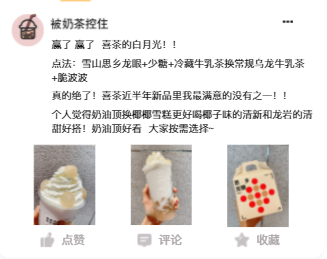 被奶茶控住
赢了 赢了  喜茶的白月光！！
点法：雪山思乡龙眼+少糖+冷藏牛乳茶换常规乌龙牛乳茶
+脆波波
真的绝了！喜茶近半年新品里我最满意的没有之一！！
个人觉得奶油顶换椰椰雪糕更好喝椰子味的清新和龙岩的清
甜好搭！奶油顶好看  大家按需选择~
点赞
评论
收藏